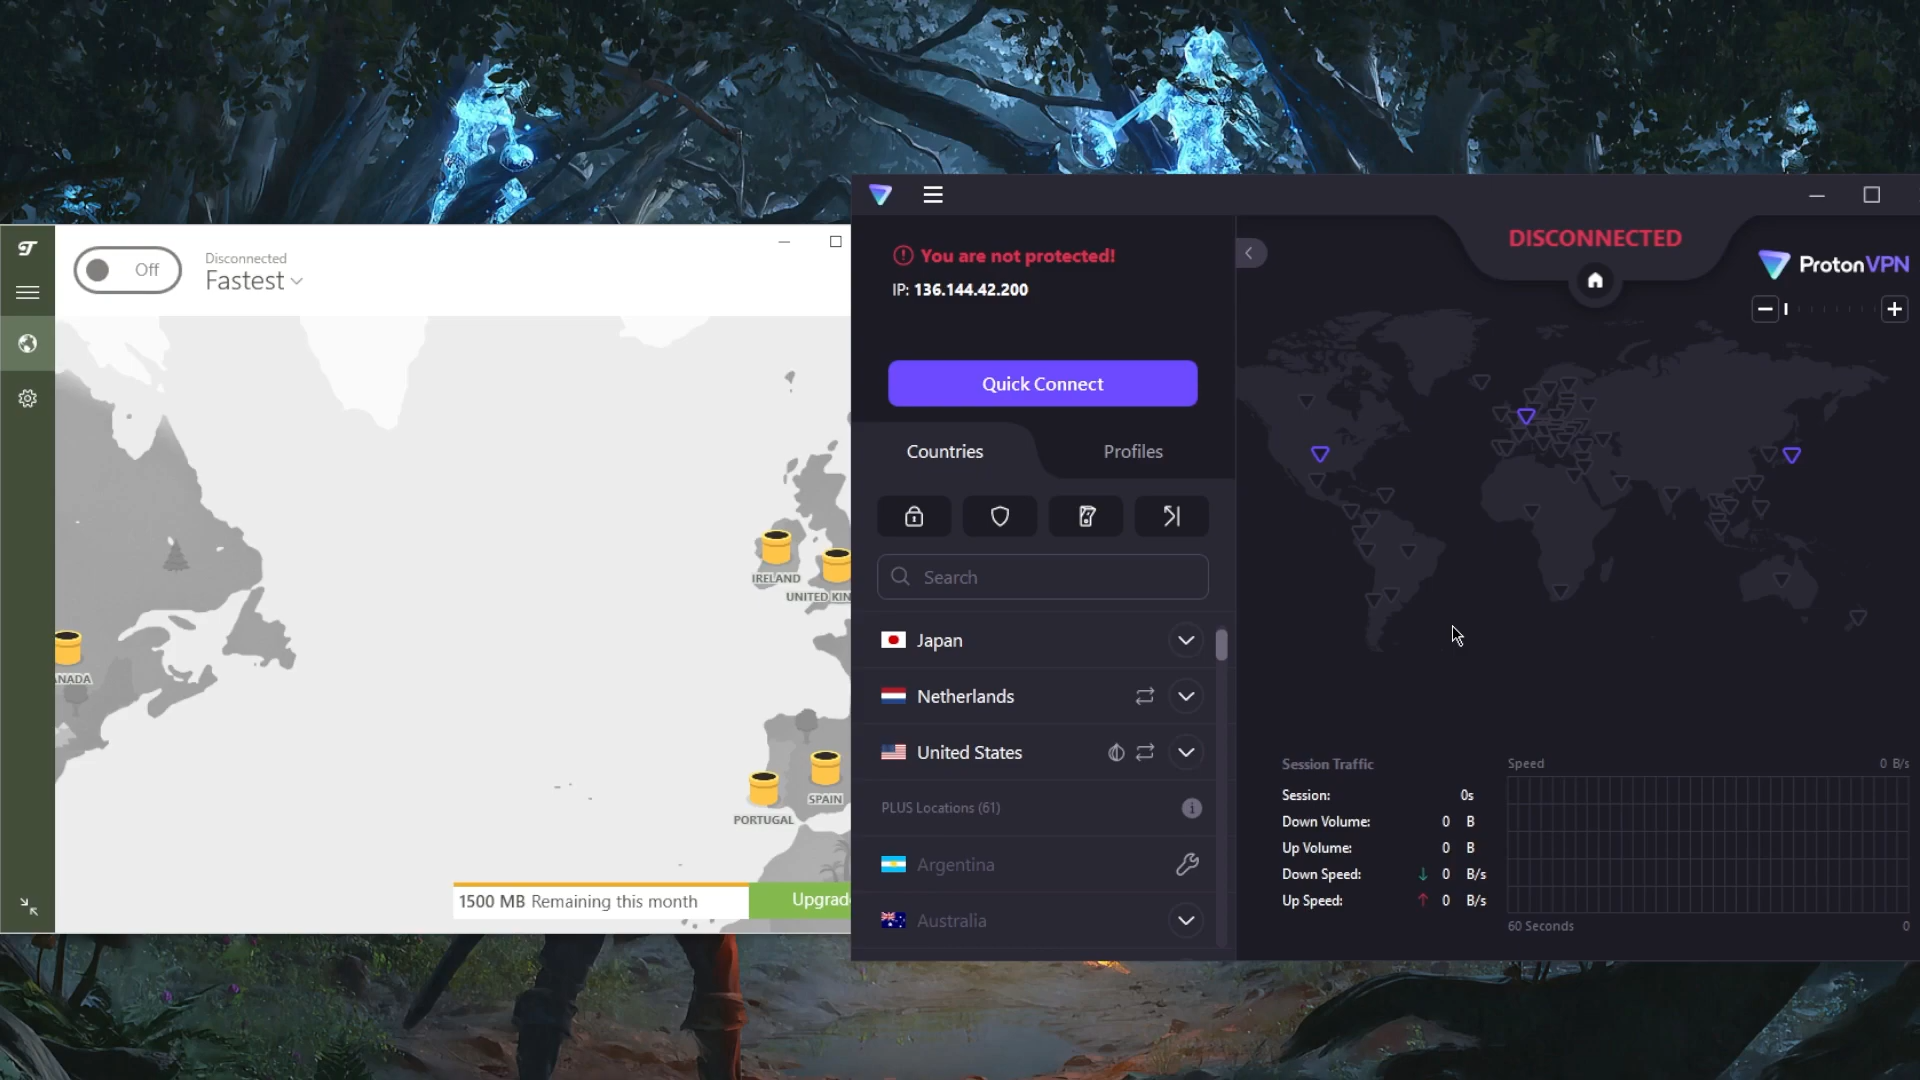 Off
Disconnected
Fastest
IRELAND
UNITED KIN
NADA
SPAIN
PORTUGAL
1500 MB Remaining this month
Upgrad
You are not protected!
IP: 136.144.42.200
Quick Connect
Countries
Profiles
Search
Japan
Netherlands
United States
PLUS Locations (61)
Argentina
Australia
DISCONNECTED
ProtonVPN
Session Traffic
Session: 0s
Down Volume: 0 B
Up Volume: 0 B
Down Speed: 0 B/s
Up Speed: 0 B/s
Speed 0 B/s
60 Seconds 0